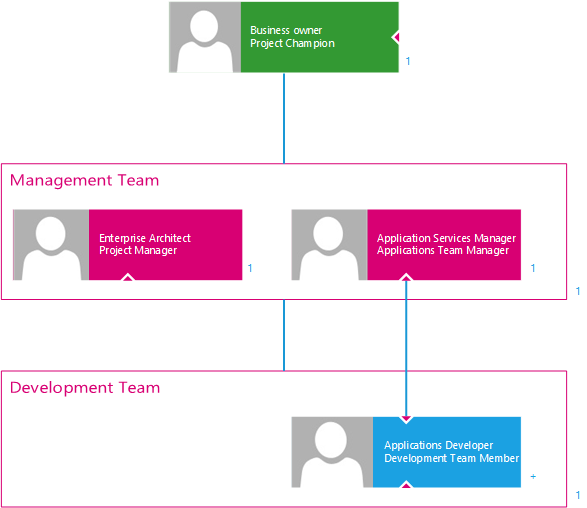 Business owner
Project Champion
1
Management Team
Enterprise Architect
Project Manager
1
Application Services Manager
Applications Team Manager
1
1
Development Team
Applications Developer
Development Team Member
+
1